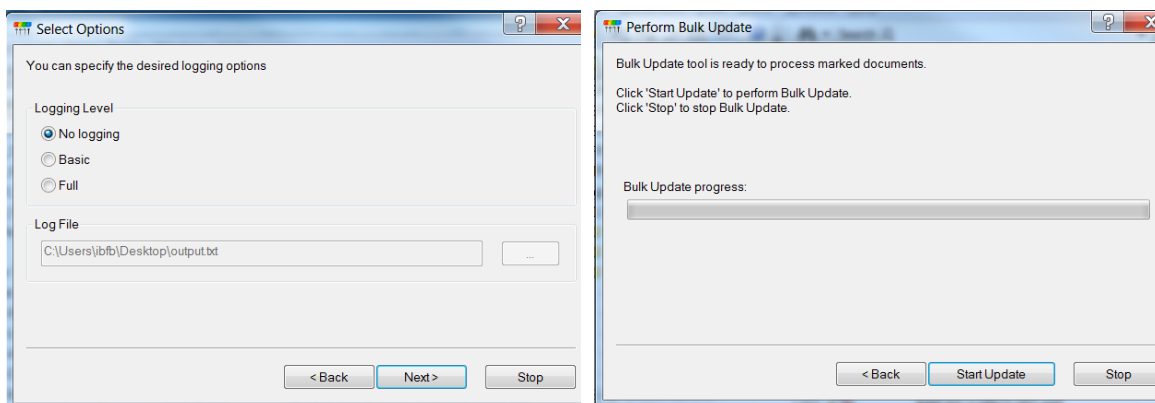 Select Options
You can specify the desired logging options
Logging Level
No logging
Basic
Full
Log File
C:\Users\ibfb\Desktop\output.txt
...
< Back
Next >
Stop
Perform Bulk Update
Bulk Update tool is ready to process marked documents.
Click 'Start Update' to perform Bulk Update.
Click 'Stop' to stop Bulk Update.
Bulk Update progress:
< Back
Start Update
Stop